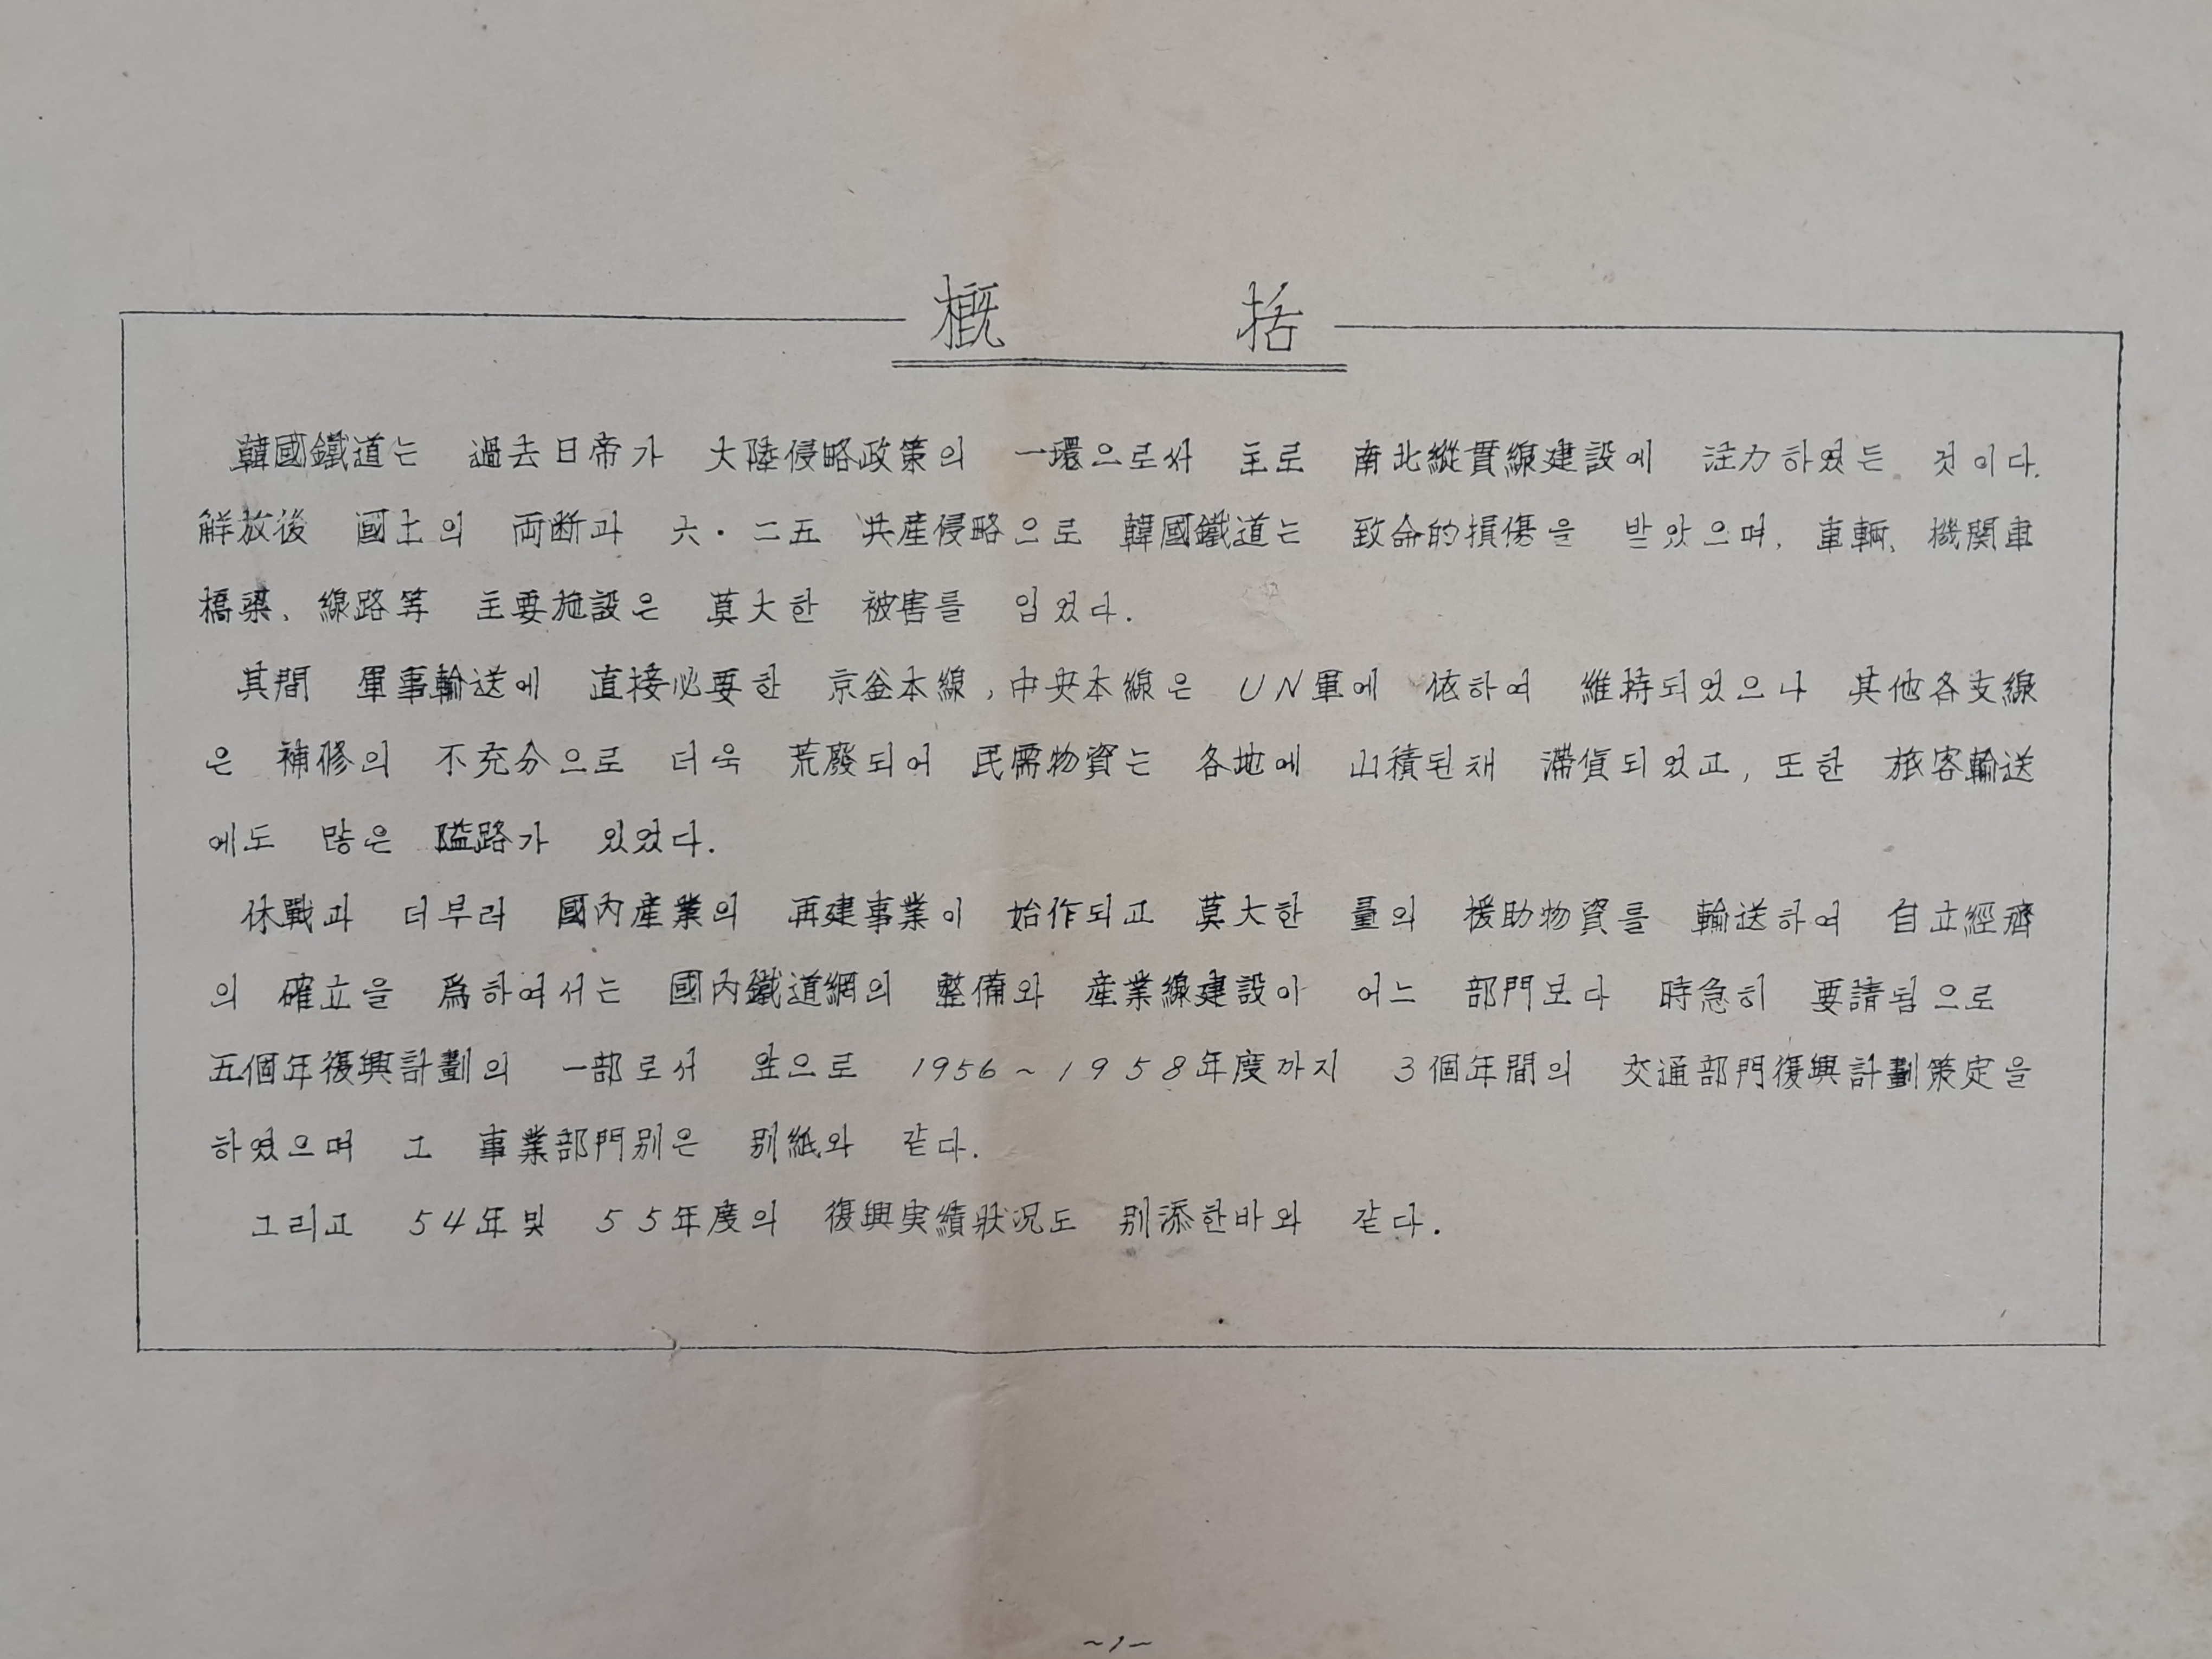 概括
韓國鐵道는 過去日帝가 大陸侵略政策의 一環으로서 主로 南北縱貫線建設에 注力하였든 것이다.
解放後 國土의 両断과 六·二五 共産侵略으로 韓國鐵道는 致命的損傷을 받았으며, 車輌、機関車
橋梁、線路等 主要施設은 莫大한 被害를 입었다.
其間 軍事輸送에 直接必要한 京釜本線, 中央本線은 UN軍에 依하여 維持되었으나 其他各支線
은 補修의 不充分으로 더욱 荒廢되어 民需物資는 各地에 山積된채 滯貨되었고, 또한 旅客輸送
에도 많은 隘路가 있었다.
休戰과 더부러 國內産業의 再建事業이 始作되고 莫大한 量의 援助物資를 輸送하여 自立經濟
의 確立을 爲하여서는 國內鐵道網의 整備와 産業線建設이 어느 部門보다 時急히 要請됨으로
五個年復興計劃의 一部로서 앞으로 1956~1958年度까지 3個年間의 交通部門復興計劃策定을
하였으며 그 事業部門別은 別紙와 같다.
그리고 54年및 55年度의 復興実績狀況도 別添한바와 같다.
~1~